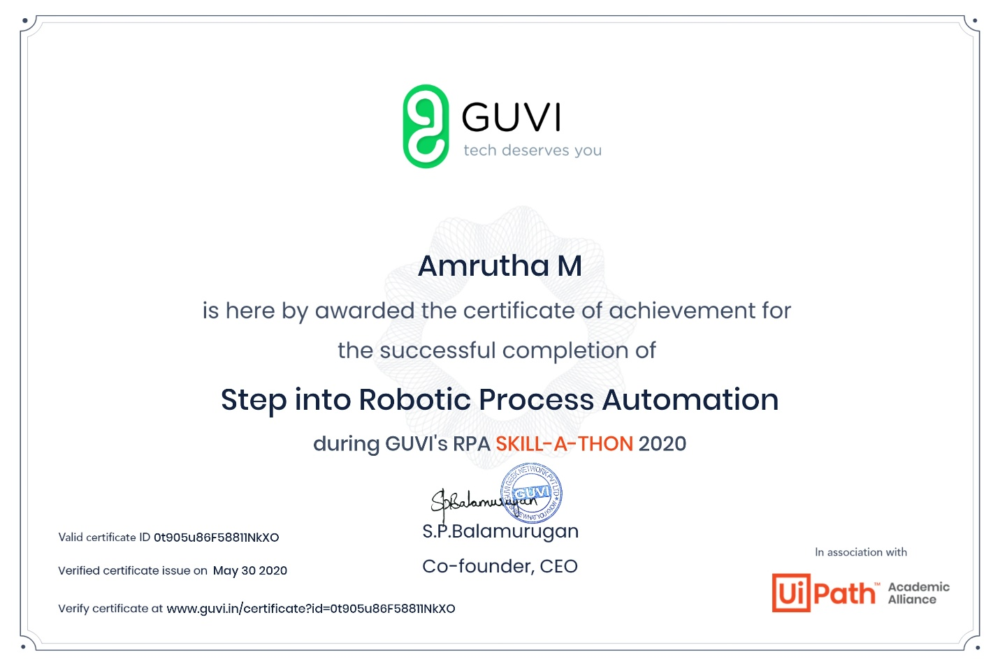 GUVI
tech deserves you
Amrutha M
is here by awarded the certificate of achievement for
the successful completion of
Step into Robotic Process Automation
during GUVI's RPA SKILL-A-THON 2020
GUVI GEEK NETWORK PVT LTD
GUVI
WHAT YOU KNOW
S.P.Balamurugan
S.P.Balamurugan
Co-founder, CEO
Valid certificate ID 0t905u86F58811NkXO
Verified certificate issue on May 30 2020
Verify certificate at www.guvi.in/certificate?id=0t905u86F58811NkXO
In association with
UiPath™ Academic
Alliance